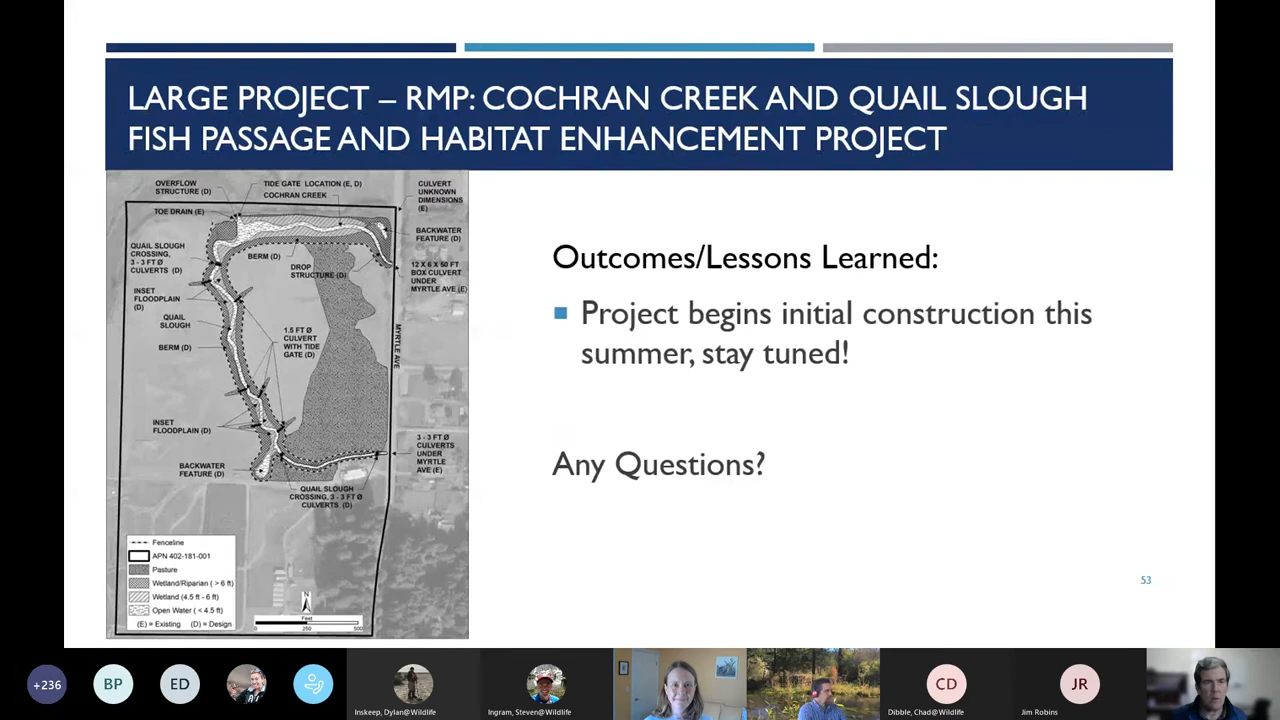 LARGE PROJECT – RMP: COCHRAN CREEK AND QUAIL SLOUGH
FISH PASSAGE AND HABITAT ENHANCEMENT PROJECT
OVERFLOW
STRUCTURE (D)
TIDE GATE LOCATION (E, D)
COCHRAN CREEK
CULVERT
UNKNOWN
DIMENSIONS
(E)
TOE DRAIN (E)
BACKWATER
FEATURE (D)
QUAIL SLOUGH
CROSSING,
3 - 3 FT Ø
CULVERTS (D)
BERM (D)
DROP
STRUCTURE (D)
12 X 6 X 50 FT
BOX CULVERT
UNDER
MYRTLE AVE (E)
INSET
FLOODPLAIN
(D)
QUAIL
SLOUGH
BERM (D)
1.5 FT Ø
CULVERT
WITH TIDE
GATE (D)
MYRTLE AVE
INSET
FLOODPLAIN (D)
BACKWATER
FEATURE (D)
3 - 3 FT Ø
CULVERTS
UNDER
MYRTLE
AVE (E)
QUAIL SLOUGH
CROSSING, 3 - 3 FT Ø
CULVERTS (D)
Fenceline
APN 402-181-001
Pasture
Wetland/Riparian ( > 6 ft)
Wetland (4.5 ft - 6 ft)
Open Water ( < 4.5 ft)
(E) = Existing (D) = Design
N
Feet
0 250 500
Outcomes/Lessons Learned:
Project begins initial construction this
summer, stay tuned!
Any Questions?
53
+236
BP
ED
Inskeep, Dylan@Wildlife
Ingram, Steven@Wildlife
CD
Dibble, Chad@Wildlife
JR
Jim Robins